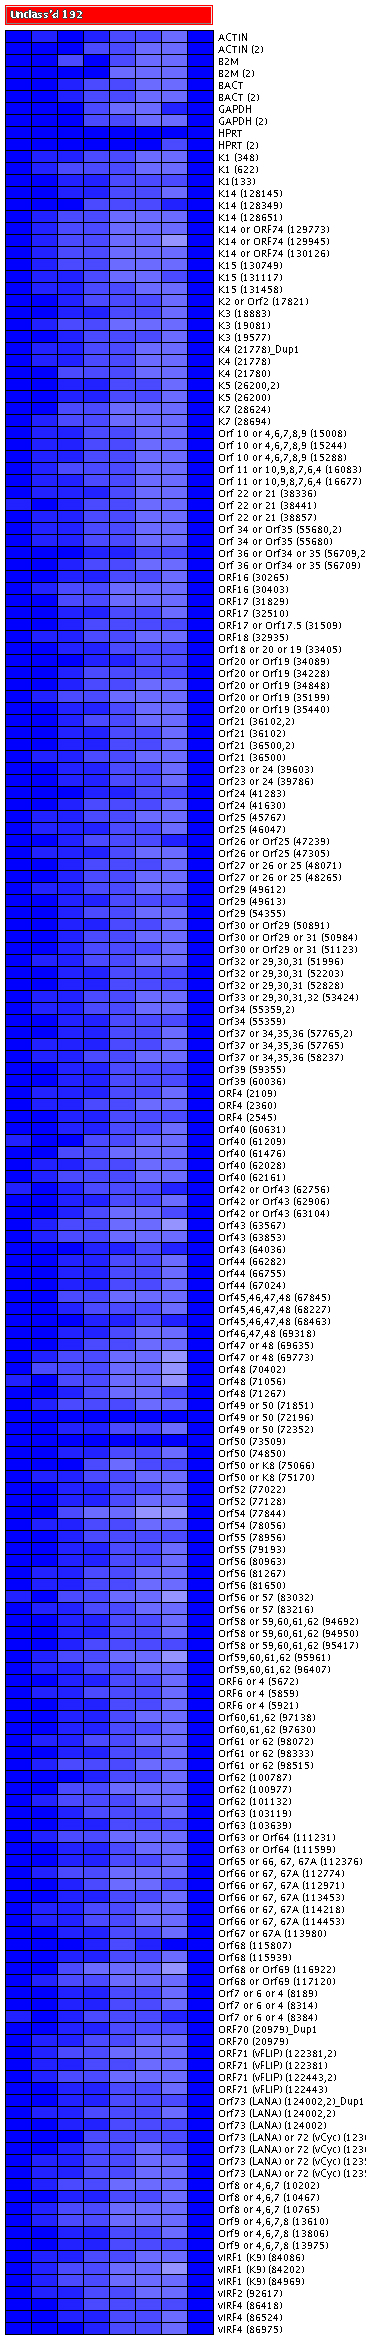 Unclass'd 192
ACTIN
ACTIN (2)
B2M
B2M (2)
BACT
BACT (2)
GAPDH
GAPDH (2)
HPRT
HPRT (2)
K1 (348)
K1 (622)
K1(133)
K14 (128145)
K14 (128349)
K14 (128651)
K14 or ORF74 (129773)
K14 or ORF74 (129945)
K14 or ORF74 (130126)
K15 (130749)
K15 (131117)
K15 (131458)
K2 or Orf2 (17821)
K3 (18883)
K3 (19081)
K3 (19577)
K4 (21778)_Dup1
K4 (21778)
K4 (21780)
K5 (26200,2)
K5 (26200)
K7 (28624)
K7 (28694)
Orf 10 or 4,6,7,8,9 (15008)
Orf 10 or 4,6,7,8,9 (15244)
Orf 10 or 4,6,7,8,9 (15288)
Orf 11 or 10,9,8,7,6,4 (16083)
Orf 11 or 10,9,8,7,6,4 (16677)
Orf 22 or 21 (38336)
Orf 22 or 21 (38441)
Orf 22 or 21 (38857)
Orf 34 or Orf35 (55680,2)
Orf 34 or Orf35 (55680)
Orf 36 or Orf34 or 35 (56709,2
Orf 36 or Orf34 or 35 (56709)
ORF16 (30265)
ORF16 (30403)
ORF17 (31829)
ORF17 (32510)
ORF17 or Orf17.5 (31509)
ORF18 (32935)
Orf18 or 20 or 19 (33405)
Orf20 or Orf19 (34089)
Orf20 or Orf19 (34228)
Orf20 or Orf19 (34848)
Orf20 or Orf19 (35199)
Orf20 or Orf19 (35440)
Orf21 (36102,2)
Orf21 (36102)
Orf21 (36500,2)
Orf21 (36500)
Orf23 or 24 (39603)
Orf23 or 24 (39786)
Orf24 (41283)
Orf24 (41630)
Orf25 (45767)
Orf25 (46047)
Orf26 or Orf25 (47239)
Orf26 or Orf25 (47305)
Orf27 or 26 or 25 (48071)
Orf27 or 26 or 25 (48265)
Orf29 (49612)
Orf29 (49613)
Orf29 (54355)
Orf30 or Orf29 (50891)
Orf30 or Orf29 or 31 (50984)
Orf30 or Orf29 or 31 (51123)
Orf32 or 29,30,31 (51996)
Orf32 or 29,30,31 (52203)
Orf32 or 29,30,31 (52828)
Orf33 or 29,30,31,32 (53424)
Orf34 (55359,2)
Orf34 (55359)
Orf37 or 34,35,36 (57765,2)
Orf37 or 34,35,36 (57765)
Orf37 or 34,35,36 (58237)
Orf39 (59355)
Orf39 (60036)
ORF4 (2109)
ORF4 (2360)
ORF4 (2545)
Orf40 (60631)
Orf40 (61209)
Orf40 (61476)
Orf40 (62028)
Orf40 (62161)
Orf42 or Orf43 (62756)
Orf42 or Orf43 (62906)
Orf42 or Orf43 (63104)
Orf43 (63567)
Orf43 (63853)
Orf43 (64036)
Orf44 (66282)
Orf44 (66755)
Orf44 (67024)
Orf45,46,47,48 (67845)
Orf45,46,47,48 (68227)
Orf45,46,47,48 (68463)
Orf46,47,48 (69318)
Orf47 or 48 (69635)
Orf47 or 48 (69773)
Orf48 (70402)
Orf48 (71056)
Orf48 (71267)
Orf49 or 50 (71851)
Orf49 or 50 (72196)
Orf49 or 50 (72352)
Orf50 (73509)
Orf50 (74850)
Orf50 or K8 (75066)
Orf50 or K8 (75170)
Orf52 (77022)
Orf52 (77128)
Orf54 (77844)
Orf54 (78056)
Orf55 (78956)
Orf55 (79193)
Orf56 (80963)
Orf56 (81267)
Orf56 (81650)
Orf56 or 57 (83032)
Orf56 or 57 (83216)
Orf58 or 59,60,61,62 (94692)
Orf58 or 59,60,61,62 (94950)
Orf58 or 59,60,61,62 (95417)
Orf59,60,61,62 (95961)
Orf59,60,61,62 (96407)
ORF6 or 4 (5672)
ORF6 or 4 (5859)
ORF6 or 4 (5921)
Orf60,61,62 (97138)
Orf60,61,62 (97630)
Orf61 or 62 (98072)
Orf61 or 62 (98333)
Orf61 or 62 (98515)
Orf62 (100787)
Orf62 (100977)
Orf62 (101132)
Orf63 (103119)
Orf63 (103639)
Orf63 or Orf64 (111231)
Orf63 or Orf64 (111599)
Orf65 or 66, 67, 67A (112376)
Orf66 or 67, 67A (112774)
Orf66 or 67, 67A (112971)
Orf66 or 67, 67A (113453)
Orf66 or 67, 67A (114218)
Orf66 or 67, 67A (114453)
Orf67 or 67A (113980)
Orf68 (115807)
Orf68 (115939)
Orf68 or Orf69 (116922)
Orf68 or Orf69 (117120)
Orf7 or 6 or 4 (8189)
Orf7 or 6 or 4 (8314)
Orf7 or 6 or 4 (8384)
ORF70 (20979)_Dup1
ORF70 (20979)
ORF71 (vFLIP) (122381,2)
ORF71 (vFLIP) (122381)
ORF71 (vFLIP) (122443,2)
ORF71 (vFLIP) (122443)
Orf73 (LANA) (124002,2)_Dup1
Orf73 (LANA) (124002,2)
Orf73 (LANA) (124002)
Orf73 (LANA) or 72 (vCyc) (123
Orf73 (LANA) or 72 (vCyc) (123
Orf73 (LANA) or 72 (vCyc) (123
Orf73 (LANA) or 72 (vCyc) (123
Orf8 or 4,6,7 (10202)
Orf8 or 4,6,7 (10467)
Orf8 or 4,6,7 (10765)
Orf9 or 4,6,7,8 (13610)
Orf9 or 4,6,7,8 (13806)
Orf9 or 4,6,7,8 (13975)
vIRF1 (K9) (84086)
vIRF1 (K9) (84202)
vIRF1 (K9) (84969)
vIRF2 (92617)
vIRF4 (86418)
vIRF4 (86524)
vIRF4 (86975)